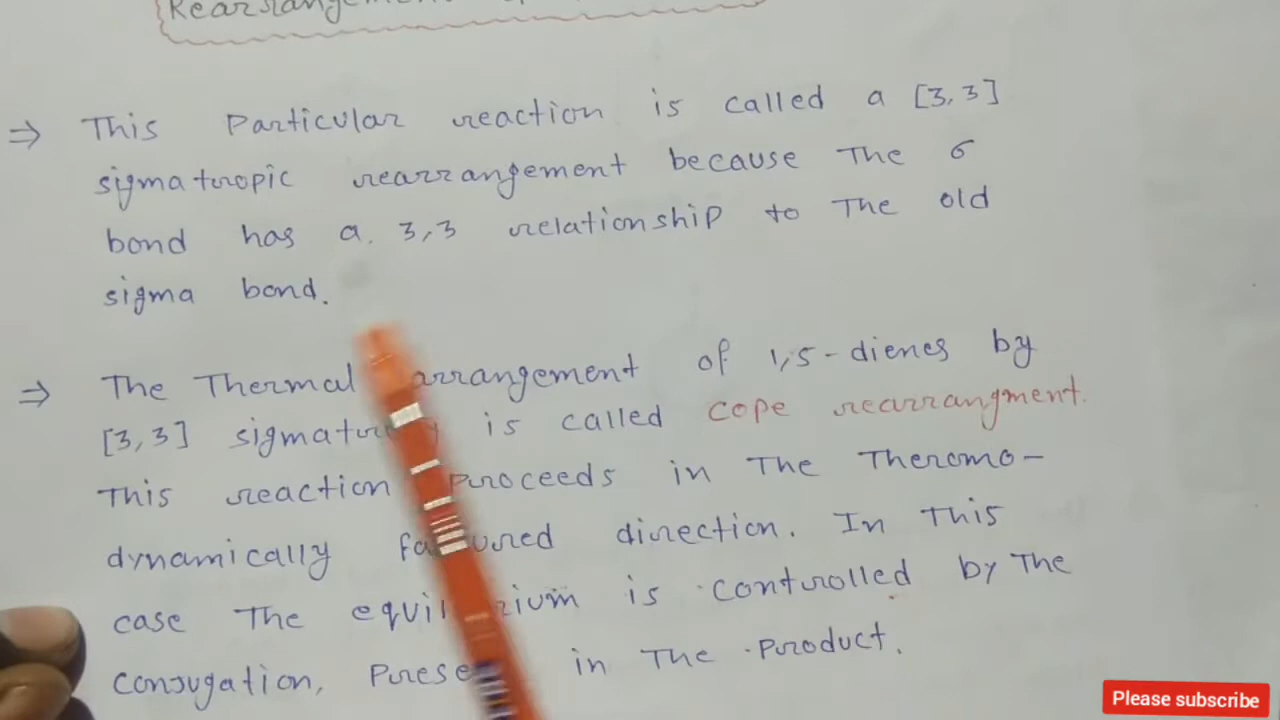 Rearrangement
⇒ This Particular reaction is called a [3,3]
sigmatropic rearrangement because The σ
bond has a 3,3 relationship to The old
sigma bond.
⇒ The Thermal arrangement of 1,5-dienes by
[3,3] is called cope rearrangment.
This reaction Proceeds in The Thermo-
dynamically direction. In This
case The is controlled by The
conjugation, in The Product.
Please subscribe